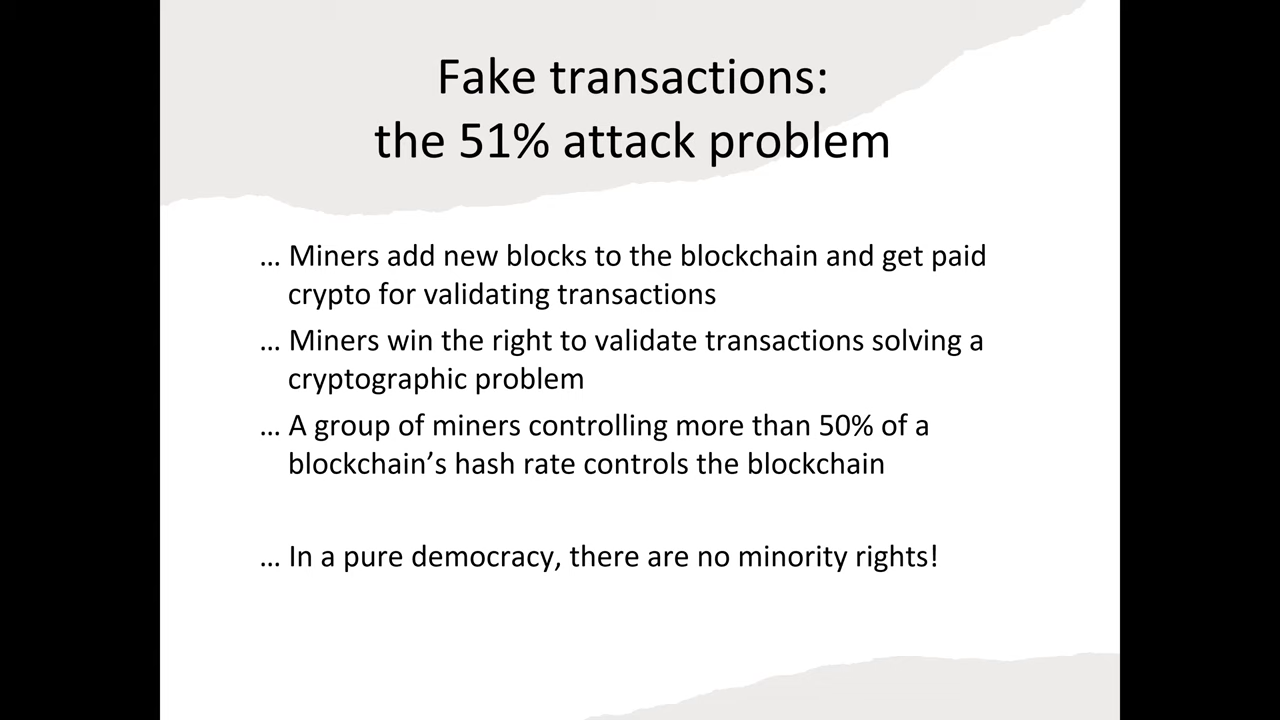 Fake transactions:
the 51% attack problem
… Miners add new blocks to the blockchain and get paid
crypto for validating transactions
… Miners win the right to validate transactions solving a
cryptographic problem
… A group of miners controlling more than 50% of a
blockchain’s hash rate controls the blockchain
… In a pure democracy, there are no minority rights!